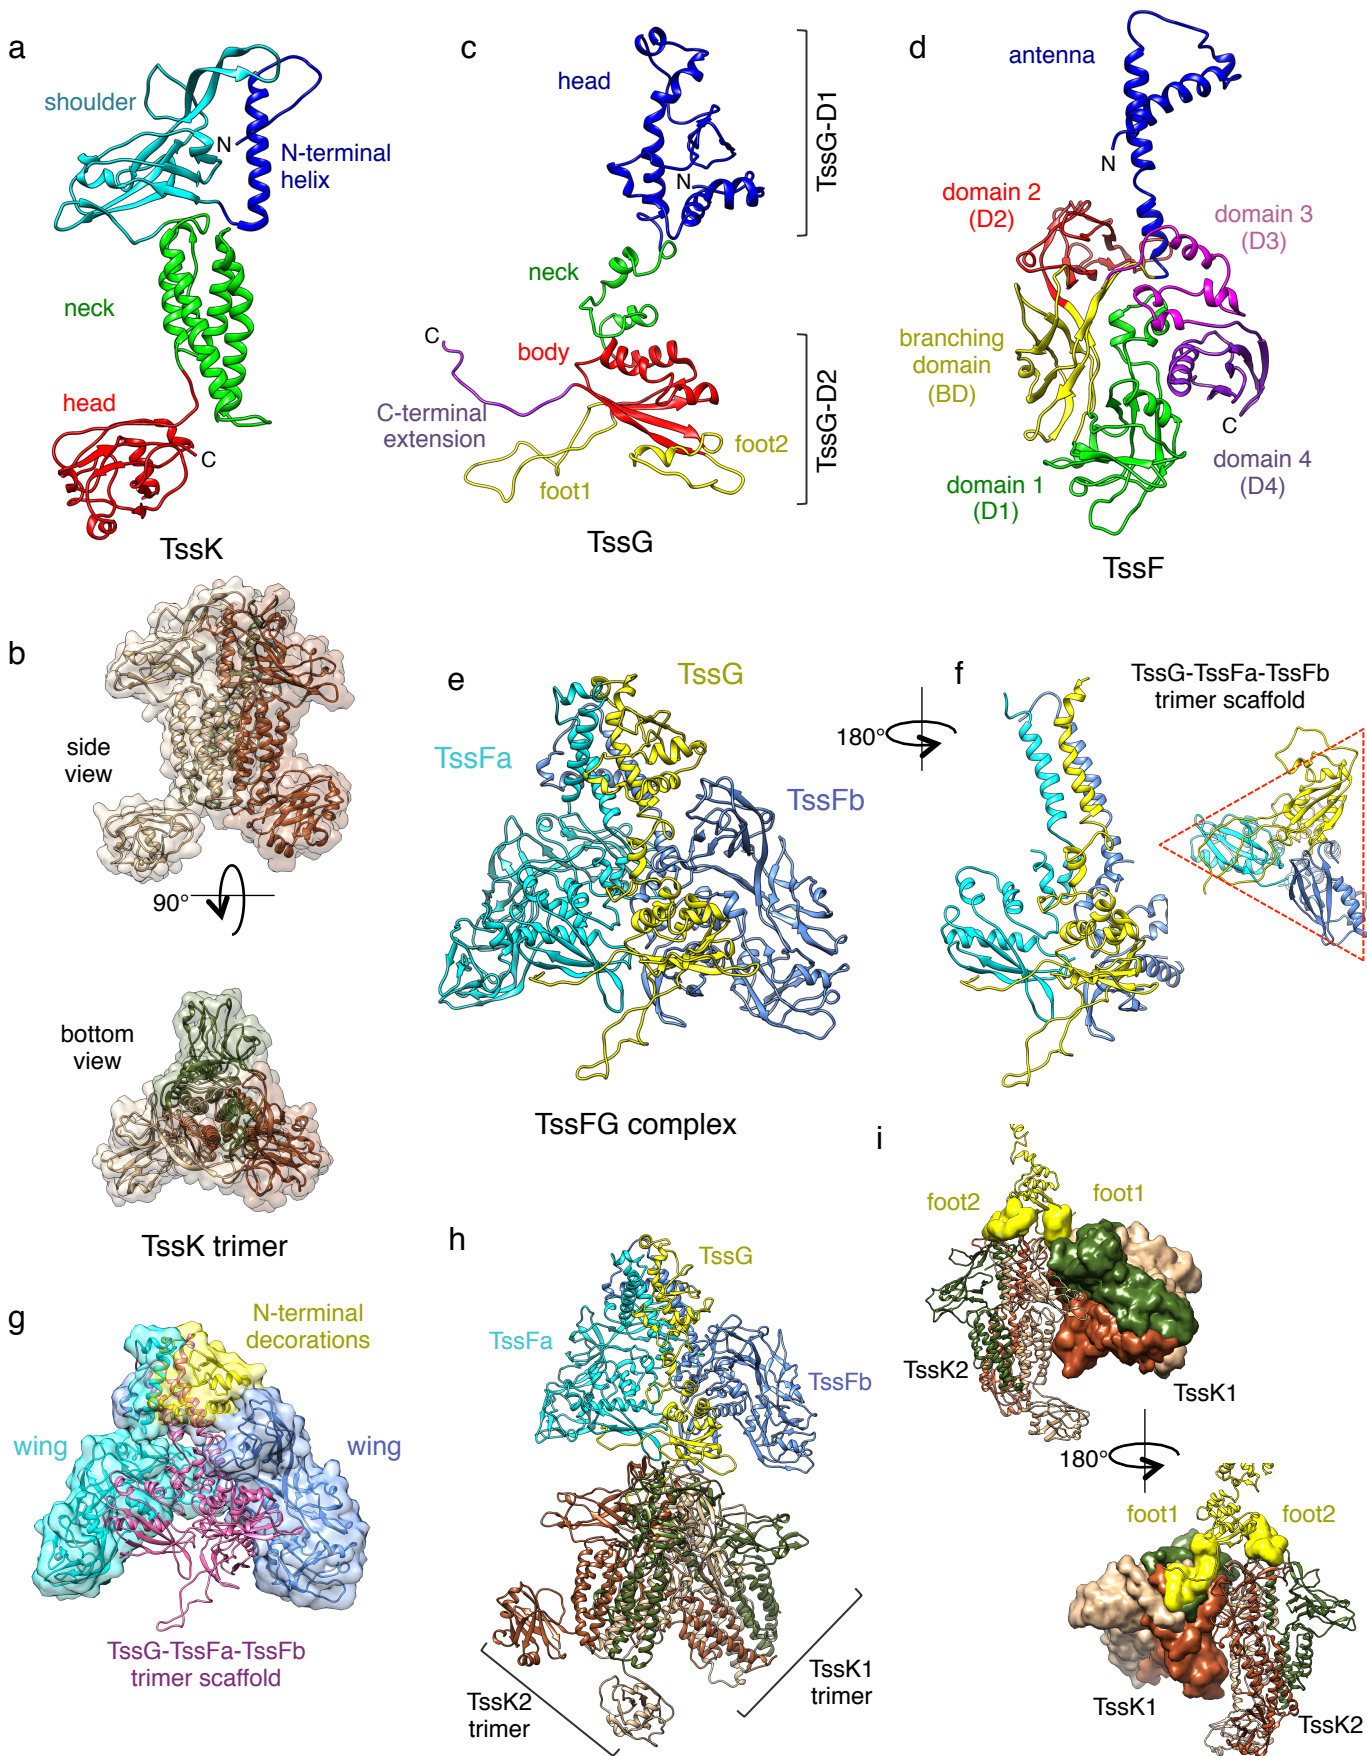 a
shoulder
N
N-terminal
helix
neck
head
C
TssK
b
side
view
90°
bottom
view
TssK trimer
c
head
N
TssG-D1
neck
C
body
C-terminal
extension
foot1
foot2
TssG-D2
TssG
d
antenna
N
domain 2
(D2)
domain 3
(D3)
branching
domain
(BD)
C
domain 1
(D1)
domain 4
(D4)
TssF
e
TssG
TssFa
TssFb
TssFG complex
180°
f
TssG-TssFa-TssFb
trimer scaffold
g
N-terminal
decorations
wing
wing
TssG-TssFa-TssFb
trimer scaffold
h
TssG
TssFa
TssFb
TssK2
trimer
TssK1
trimer
i
foot2
foot1
TssK2
TssK1
180°
foot1
foot2
TssK1
TssK2